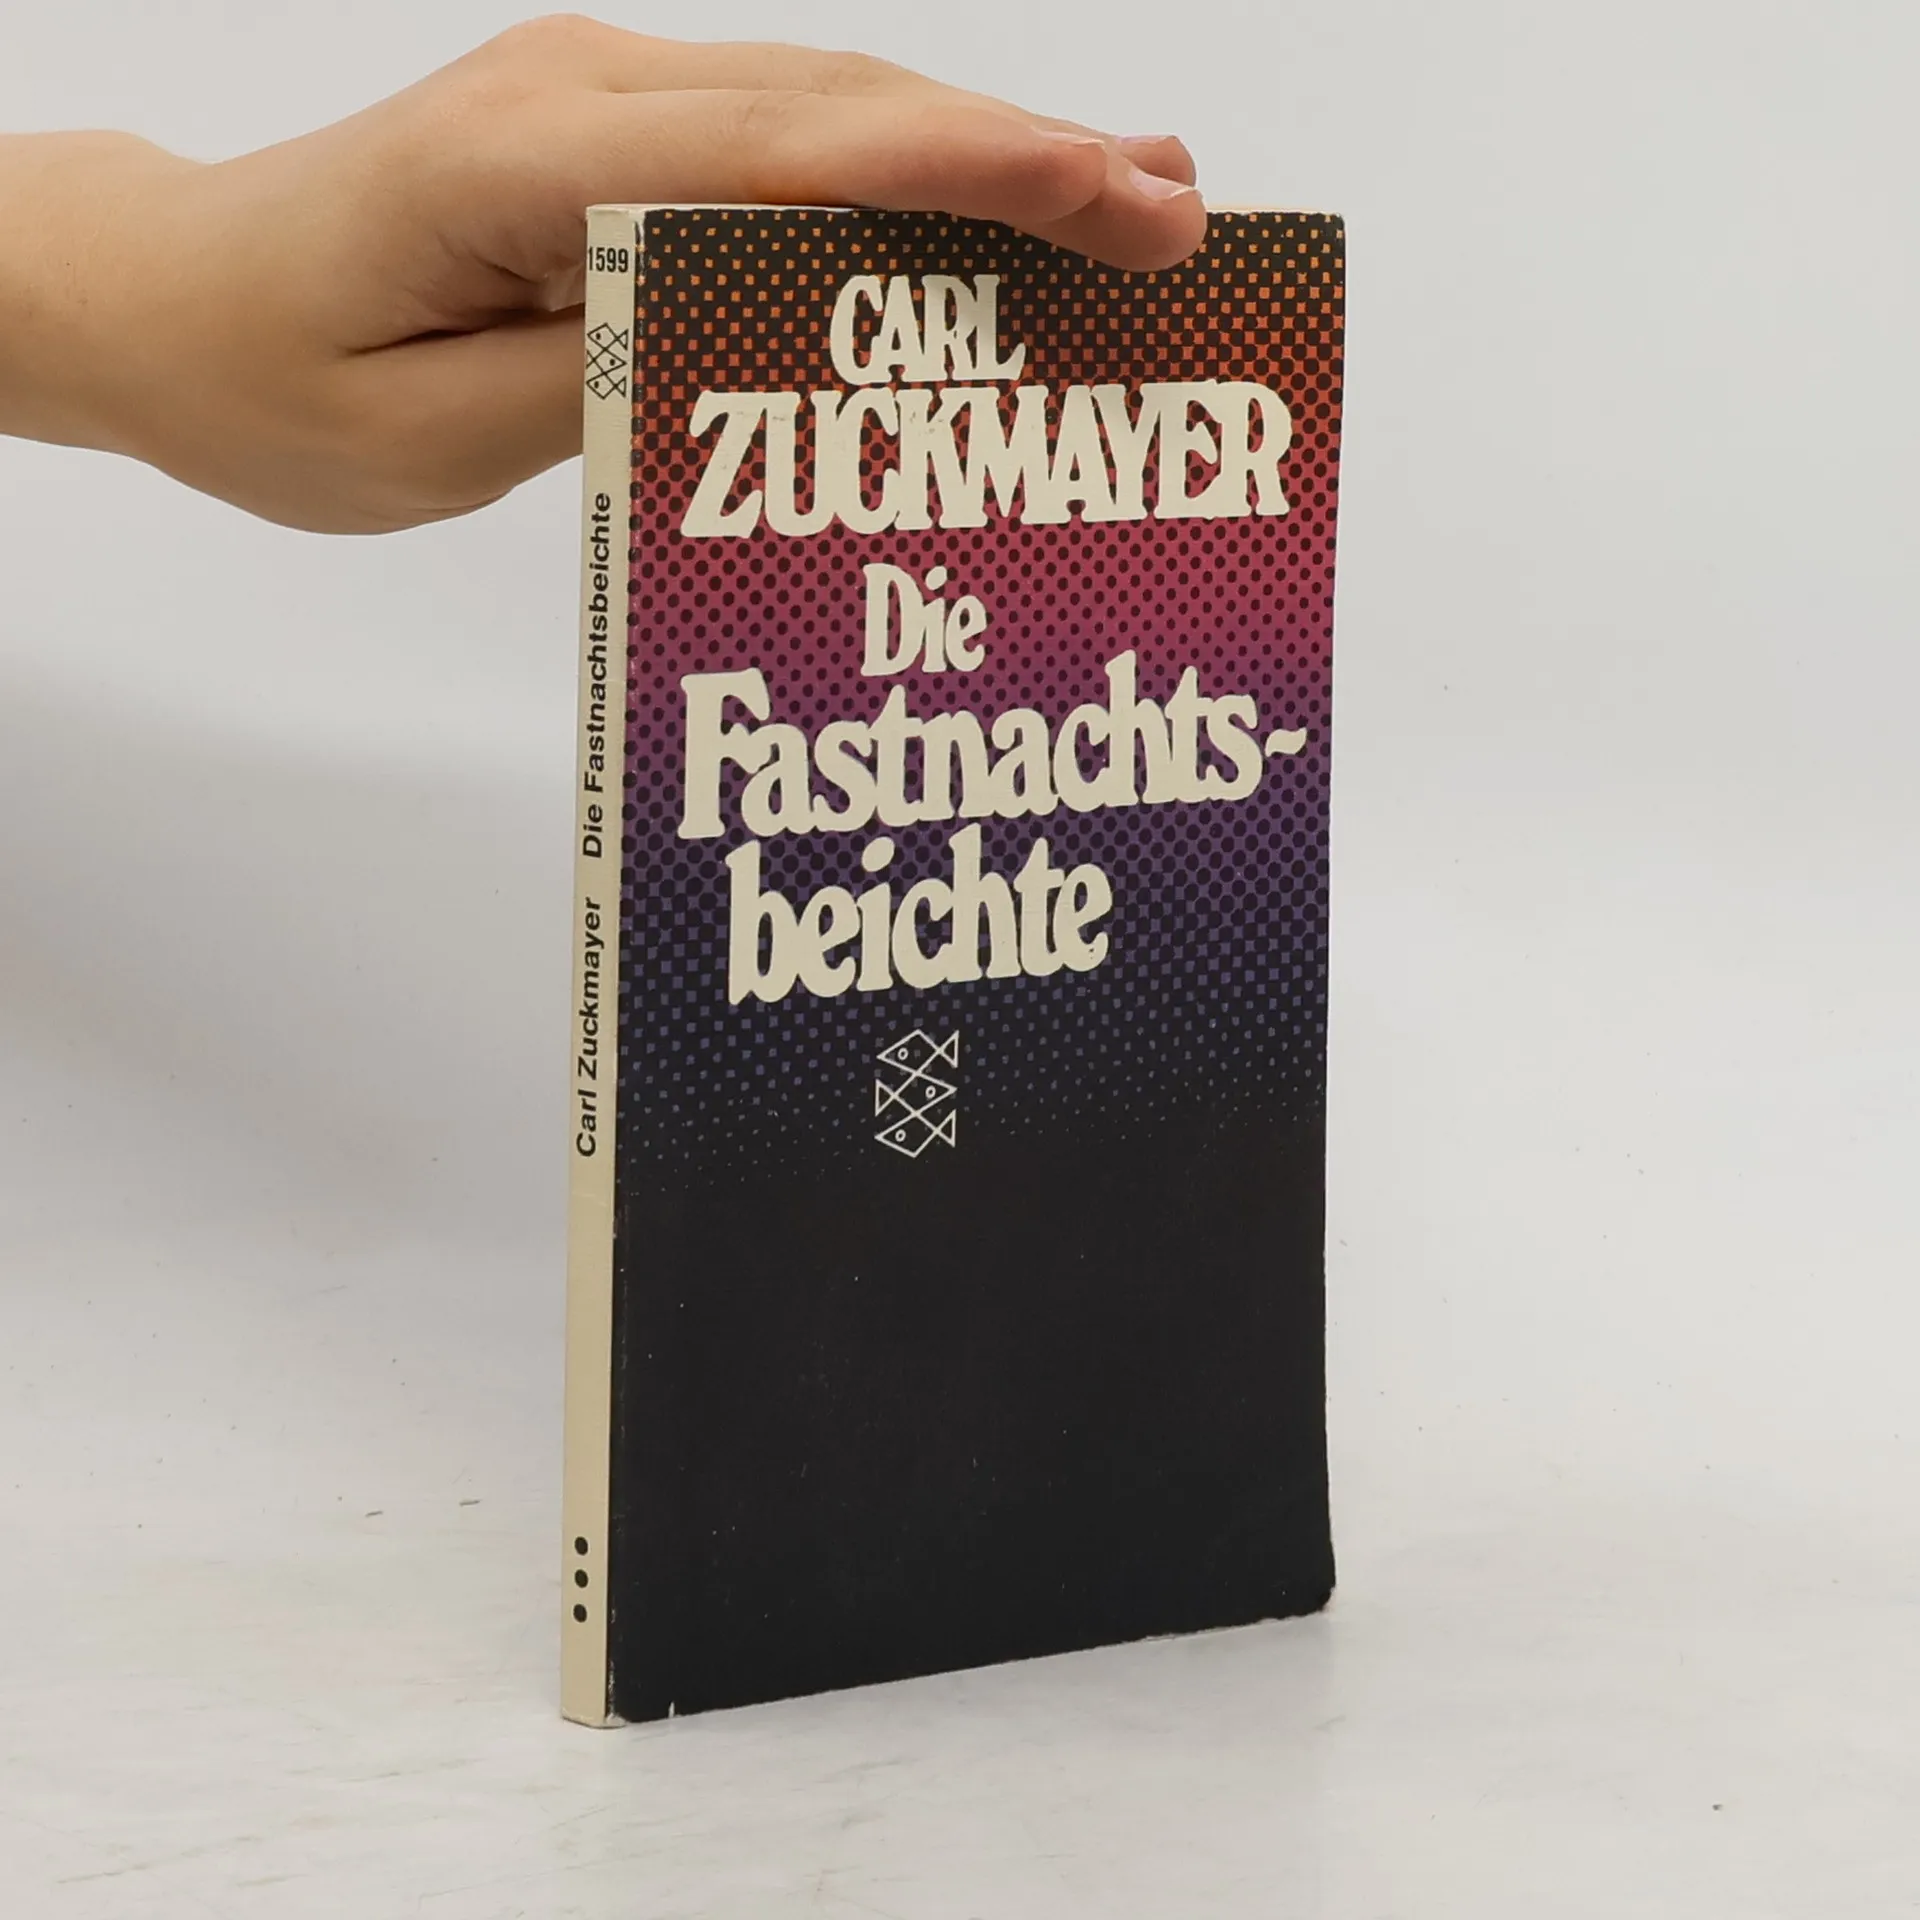 1599
Carl Zuckmayer Die Fastnachtsbeichte
CARL
ZUCKMAYER
Die
Fastnachts-
beichte